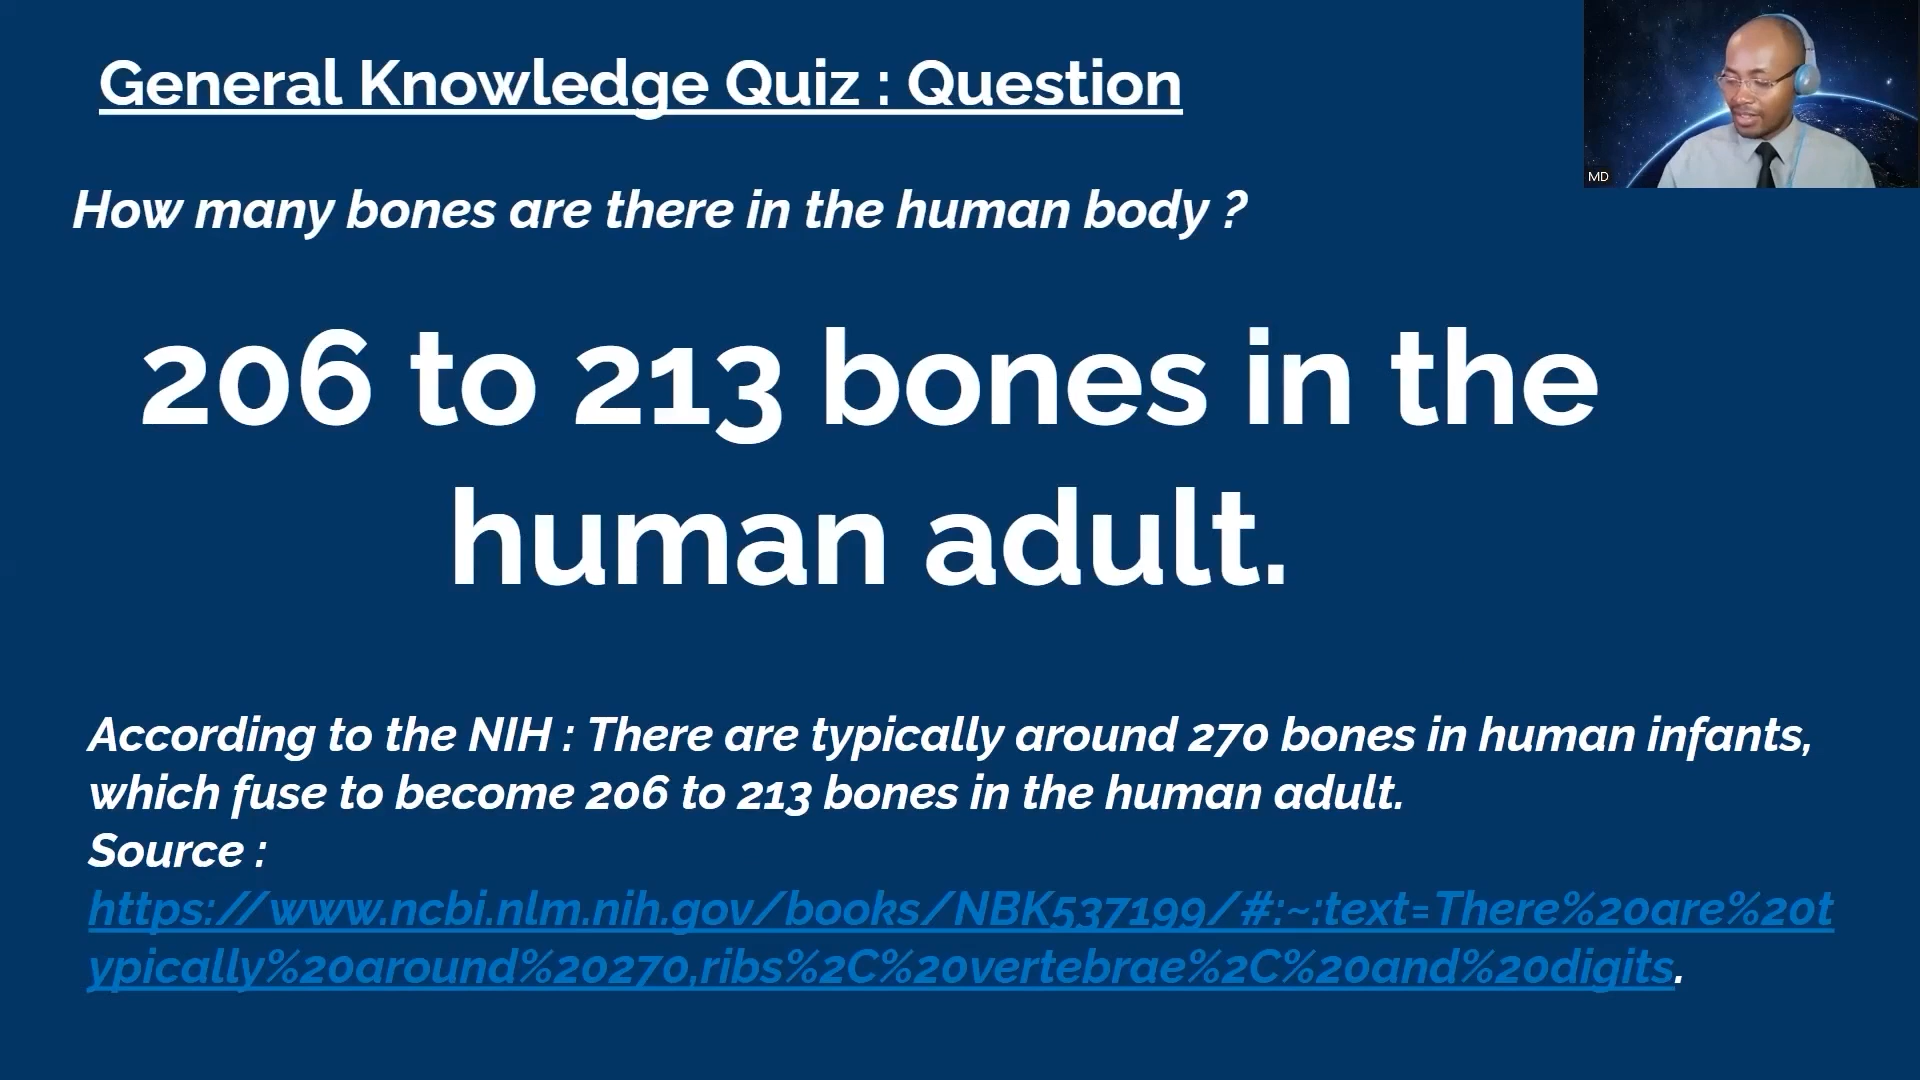 General Knowledge Quiz : Question
MD
How many bones are there in the human body ?
206 to 213 bones in the
human adult.
According to the NIH : There are typically around 270 bones in human infants,
which fuse to become 206 to 213 bones in the human adult.
Source :
https://www.ncbi.nlm.nih.gov/books/NBK537199/#:~:text=There%20are%20t
ypically%20around%20270,ribs%2C%20vertebrae%2C%20and%20digits.